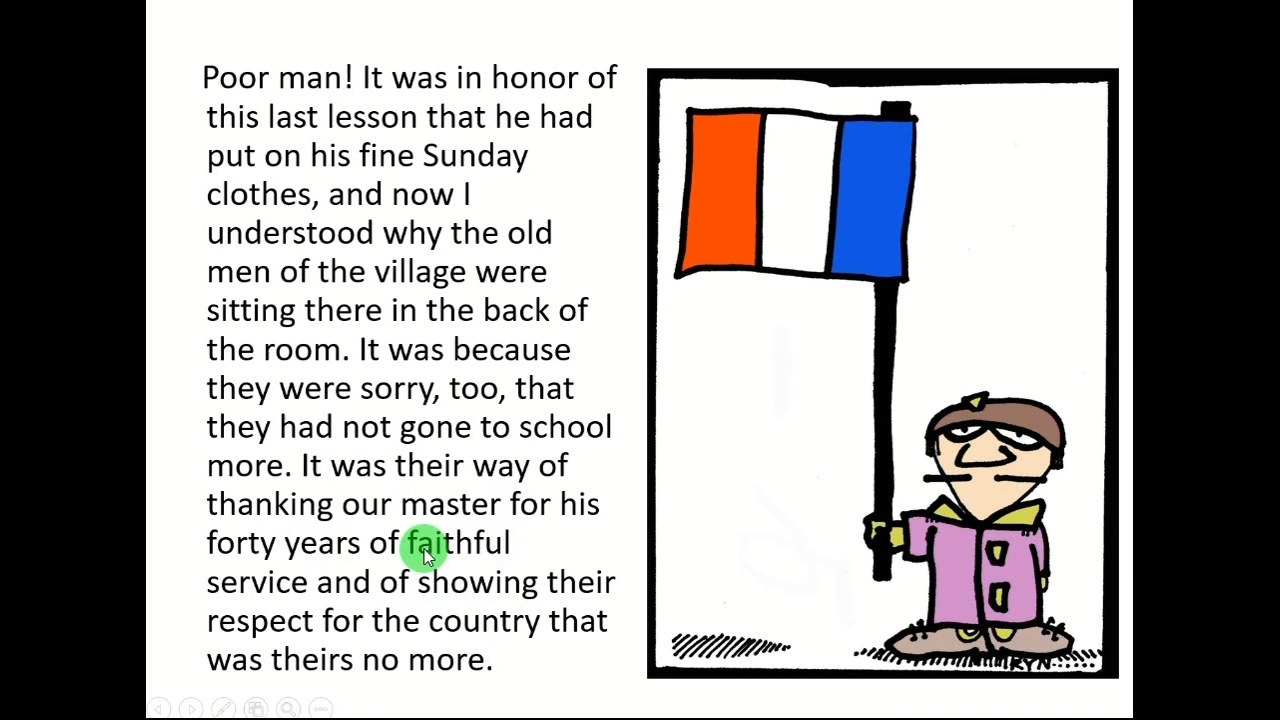 Poor man! It was in honor of
this last lesson that he had
put on his fine Sunday
clothes, and now I
understood why the old
men of the village were
sitting there in the back of
the room. It was because
they were sorry, too, that
they had not gone to school
more. It was their way of
thanking our master for his
forty years of faithful
service and of showing their
respect for the country that
was theirs no more.